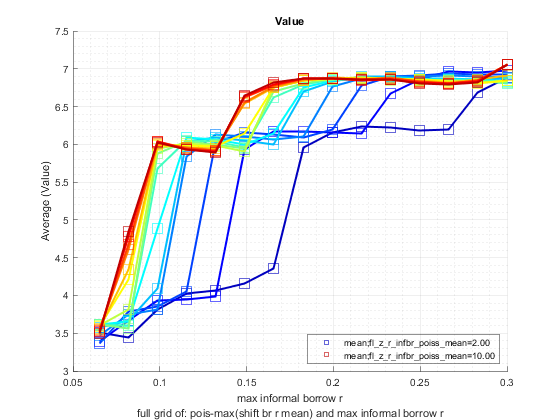 Value
7.5
7
6.5
6
5.5
5
4.5
4
3.5
3
Average (Value)
0.05
0.1
0.15
0.2
0.25
0.3
mean;fl_z_r_infbr_poiss_mean=2.00
mean;fl_z_r_infbr_poiss_mean=10.00
max informal borrow r
full grid of: pois-max(shift br r mean) and max informal borrow r